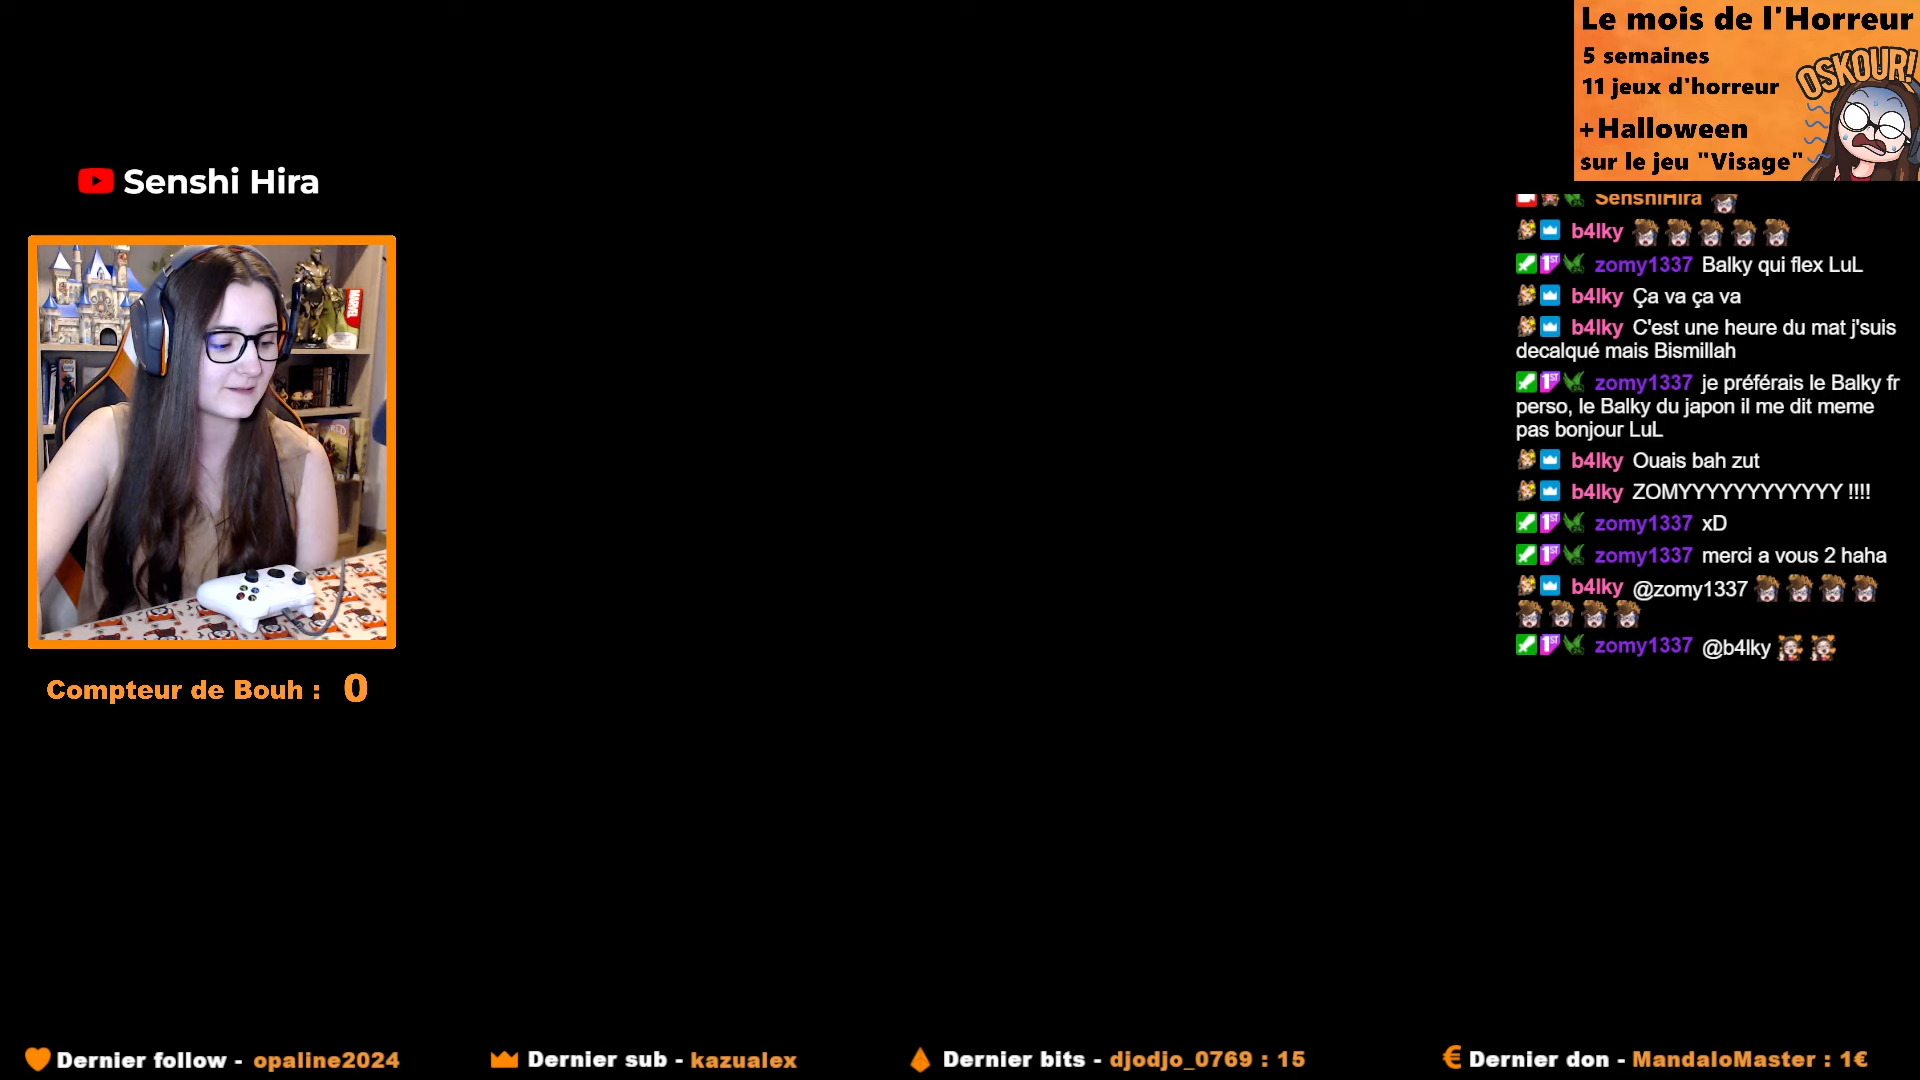 Le mois de l'Horreur
5 semaines
11 jeux d'horreur
OSKOUR!
+Halloween
sur le jeu "Visage"
Senshi Hira
MARVEL
Compteur de Bouh : 0
SenshiHira
b4lky
zomy1337 Balky qui flex LuL
b4lky Ça va ça va
b4lky C'est une heure du mat j'suis
decalqué mais Bismillah
zomy1337 je préférais le Balky fr
perso, le Balky du japon il me dit meme
pas bonjour LuL
b4lky Ouais bah zut
b4lky ZOMYYYYYYYYYYYY !!!!
zomy1337 xD
zomy1337 merci a vous 2 haha
b4lky @zomy1337
zomy1337 @b4lky
Dernier follow - opaline2024
Dernier sub - kazualex
Dernier bits - djodjo_0769 : 15
Dernier don - MandaloMaster : 1€